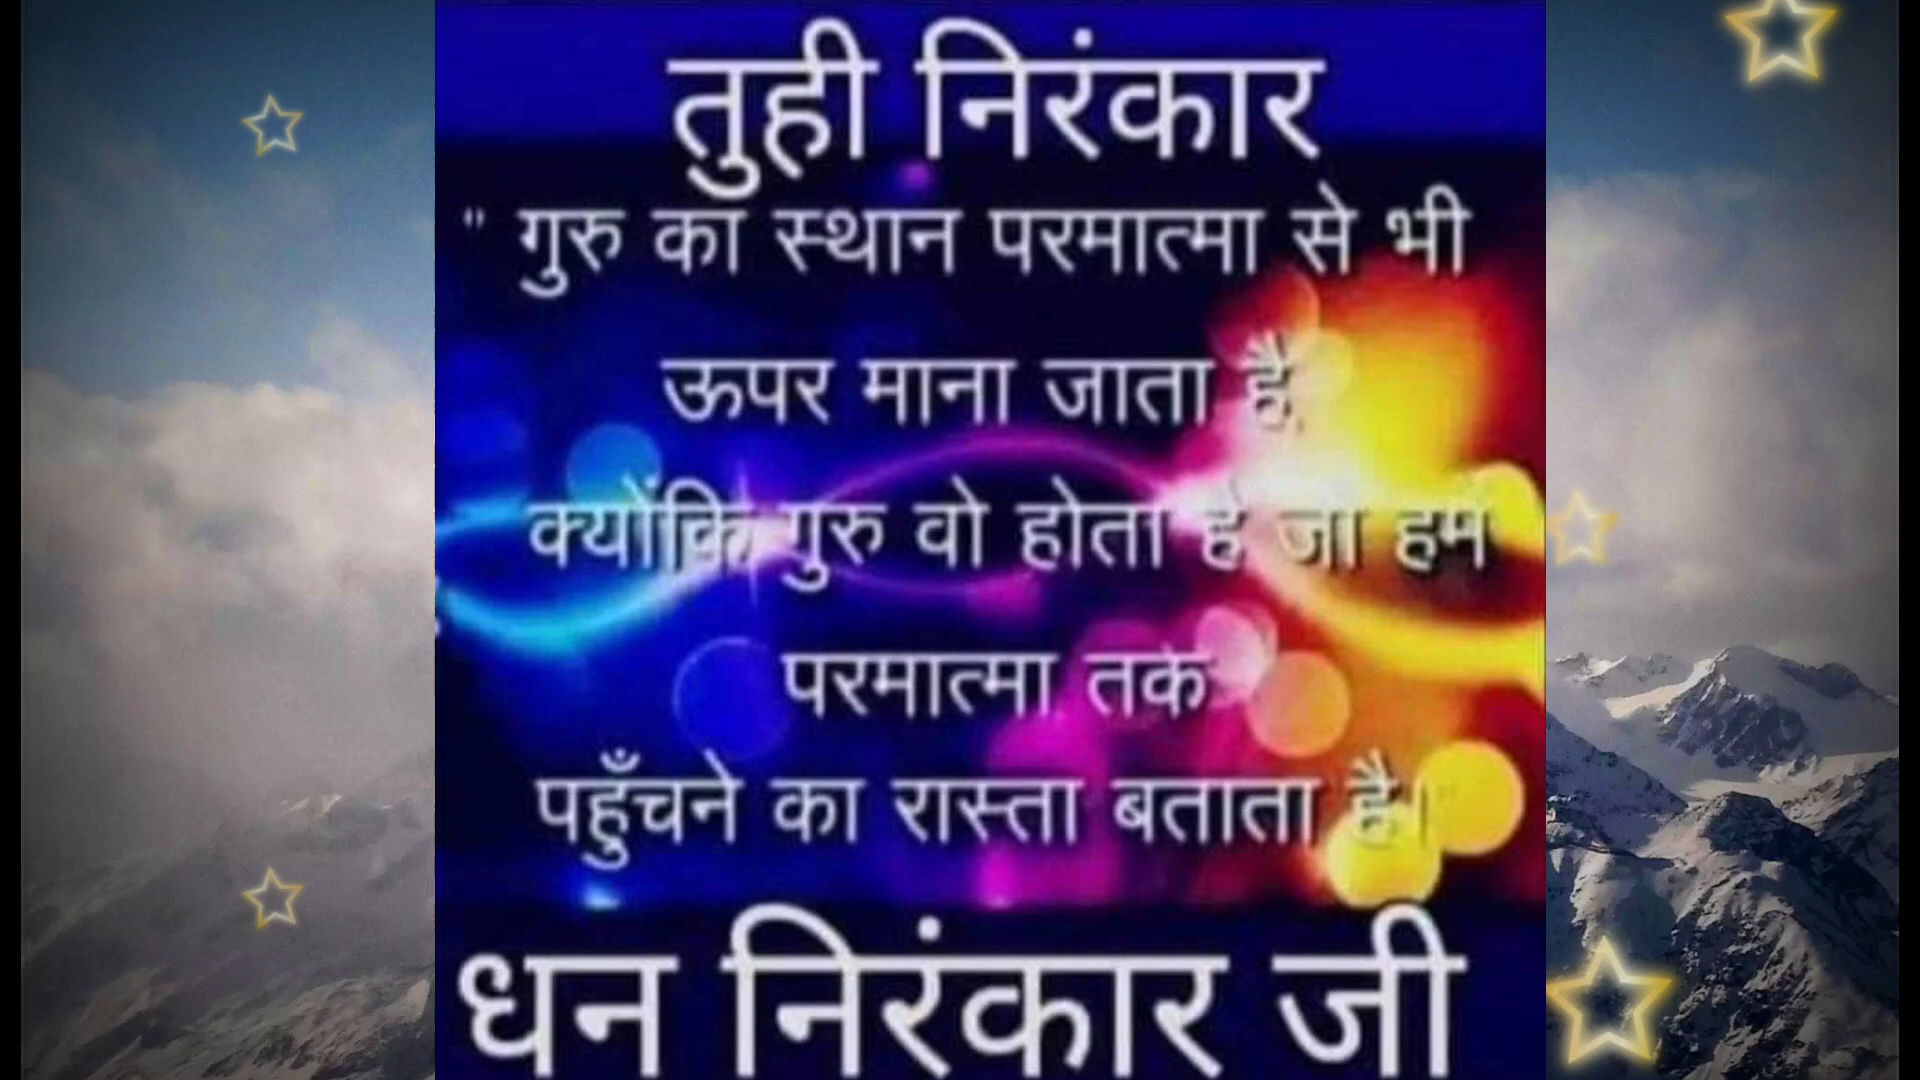 तुही निरंकार
" गुरु का स्थान परमात्मा से भी
ऊपर माना जाता है,
क्योंकि गुरु वो होता है जो हमें
परमात्मा तक
पहुँचने का रास्ता बताता है।"
धन निरंकार जी